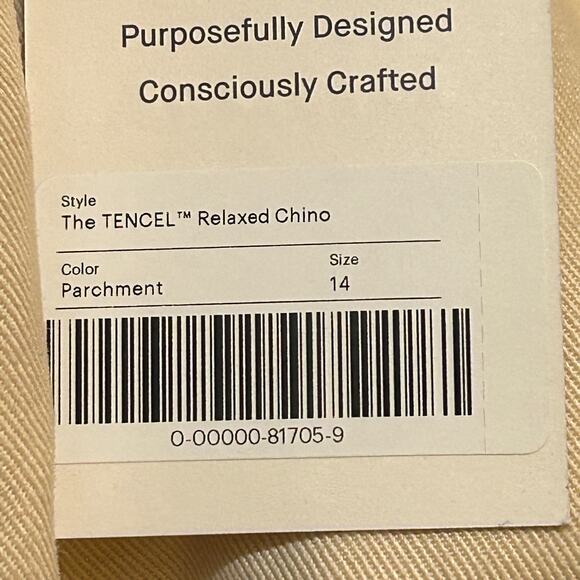 Purposefully Designed
Consciously Crafted
Style
The TENCEL™ Relaxed Chino
Color Size
Parchment 14
0-00000-81705-9